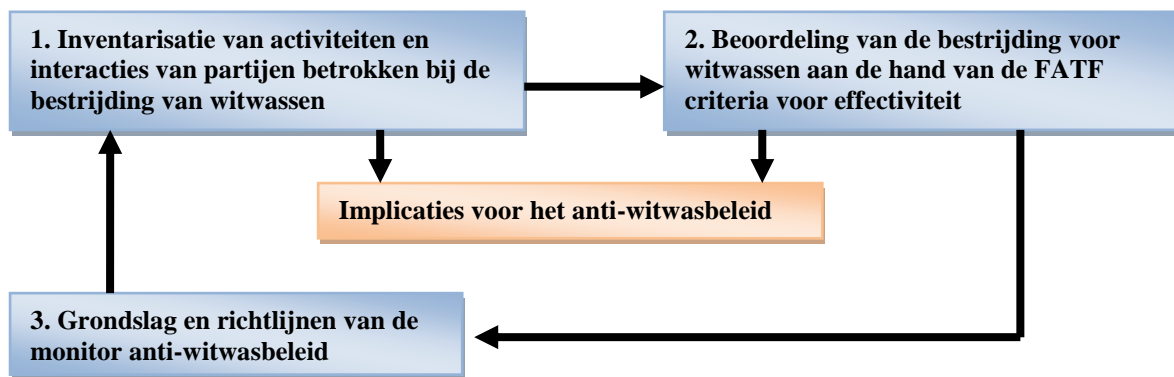 1. Inventarisatie van activiteiten en
interacties van partijen betrokken bij de
bestrijding van witwassen
2. Beoordeling van de bestrijding voor
witwassen aan de hand van de FATF
criteria voor effectiviteit
Implicaties voor het anti-witwasbeleid
3. Grondslag en richtlijnen van de
monitor anti-witwasbeleid